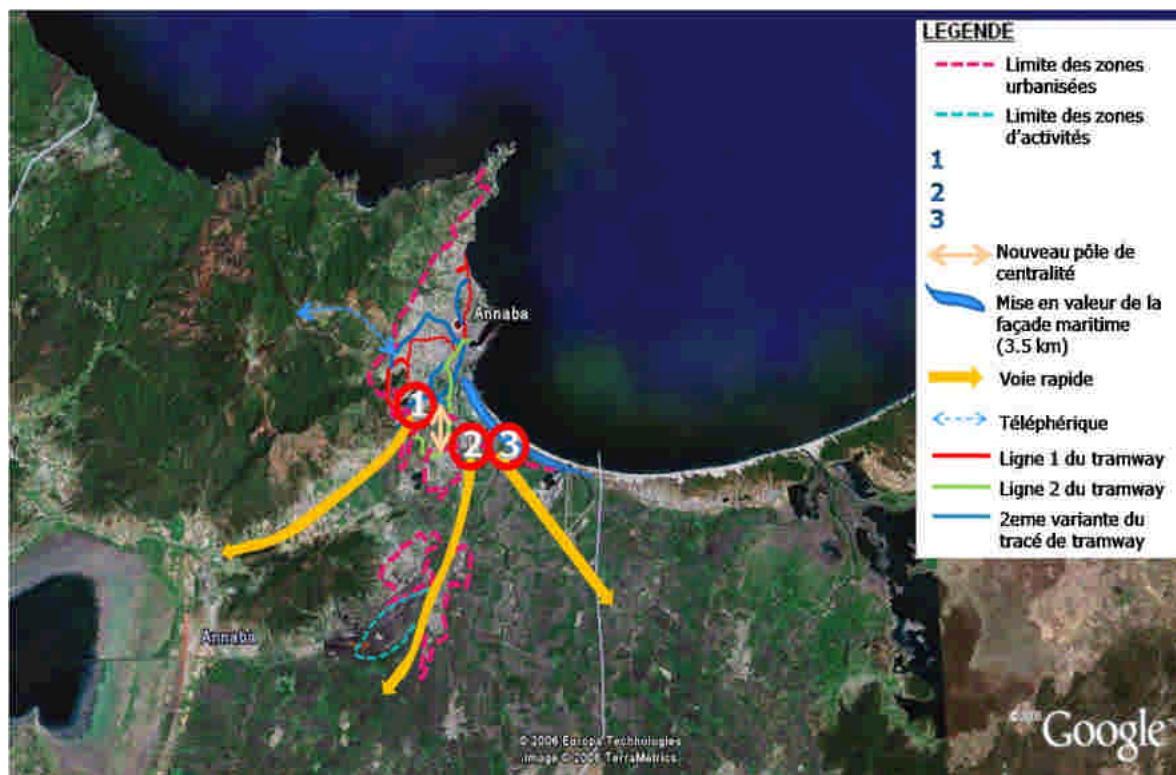 LEGENDE
Limite des zones
urbanisées
Limite des zones
d'activités
1
2
3
Nouveau pôle de
centralité
Mise en valeur de la
façade maritime
(3.5 km)
Voie rapide
Téléphérique
Ligne 1 du tramway
Ligne 2 du tramway
2eme variante du
tracé de tramway
Annaba
1
2
3
Annaba
© 2006 Europa Technologies
Image © 2006 TerraMetrics
Google